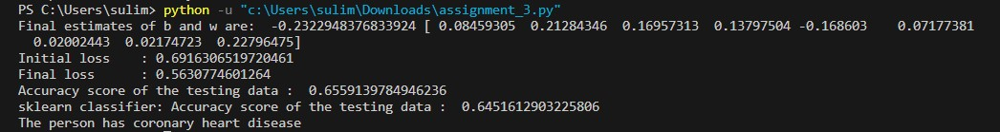 PS C:\Users\sulim> python -u "c:\Users\sulim\Downloads\assignment_3.py"
Final estimates of b and w are:  -0.2322948376833924 [ 0.08459305  0.21284346  0.16957313  0.13797504 -0.168603    0.07177381
  0.02002443  0.02174723  0.22796475]
Initial loss    : 0.6916306519720461
Final loss      : 0.5630774601264
Accuracy score of the testing data :  0.6559139784946236
sklearn classifier: Accuracy score of the testing data :  0.6451612903225806
The person has coronary heart disease